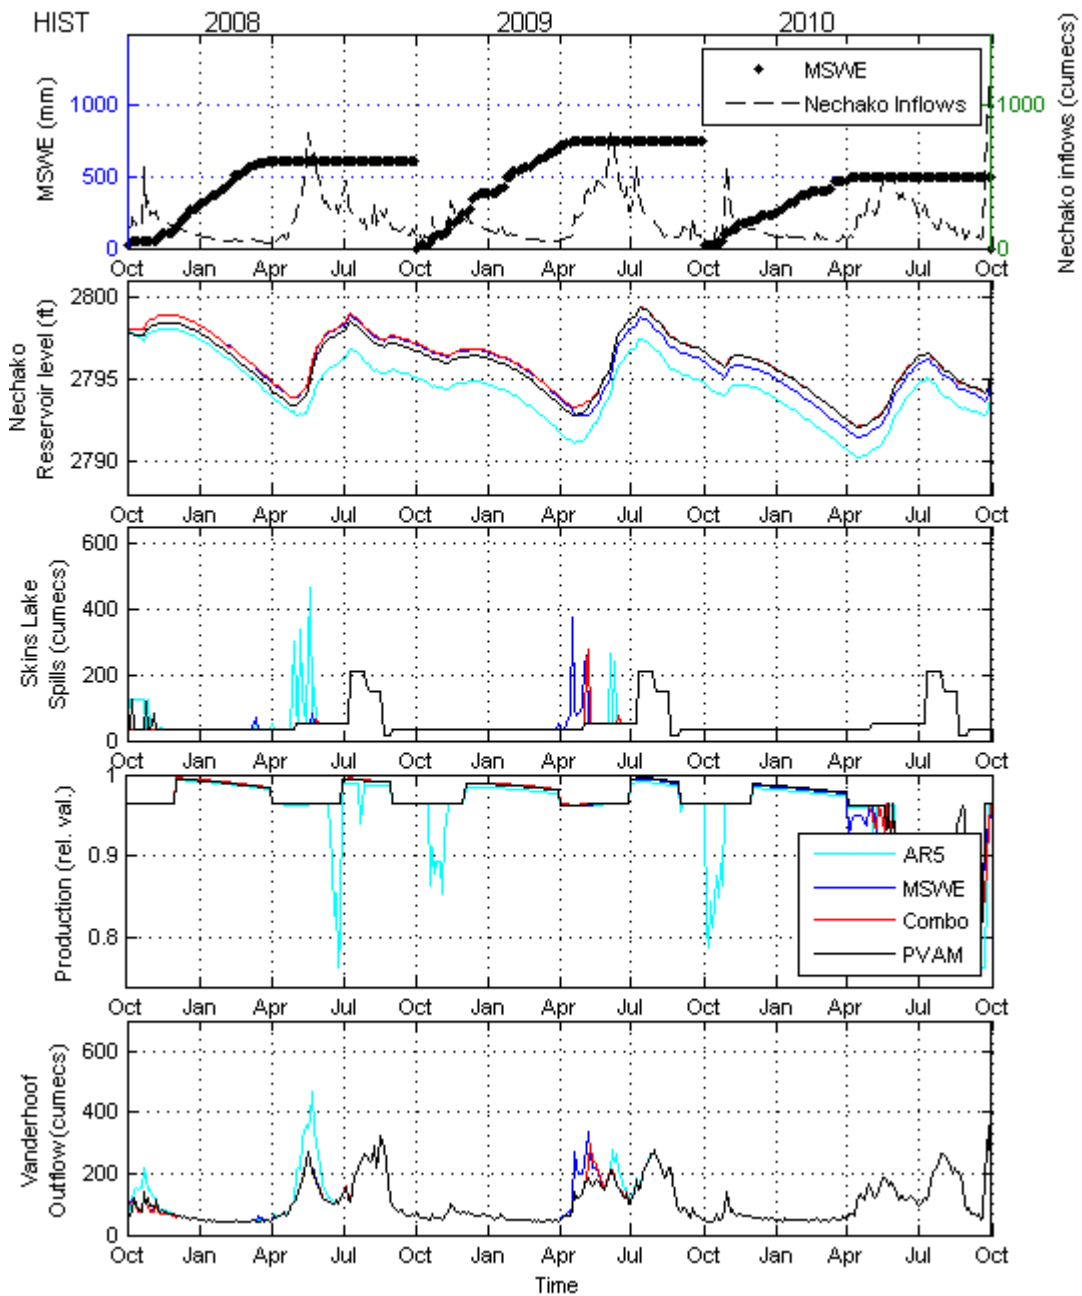 HIST 2008 2009 2010
MSWE (mm)
1000
500
0
MSWE
Nechako Inflows
1000
0
Nechako inflows (cumecs)
Oct Jan Apr Jul Oct Jan Apr Jul Oct Jan Apr Jul Oct
Nechako
Reservoir level (ft)
2800
2795
2790
Oct Jan Apr Jul Oct Jan Apr Jul Oct Jan Apr Jul Oct
Skins Lake
Spills (cumecs)
600
400
200
0
Oct Jan Apr Jul Oct Jan Apr Jul Oct Jan Apr Jul Oct
Production (rel. val.)
1
0.9
0.8
AR5
MSWE
Combo
PVAM
Oct Jan Apr Jul Oct Jan Apr Jul Oct Jan Apr Jul Oct
Vanderhoof
Outflow (cumecs)
600
400
200
0
Oct Jan Apr Jul Oct Jan Apr Jul Oct Jan Apr Jul Oct
Time